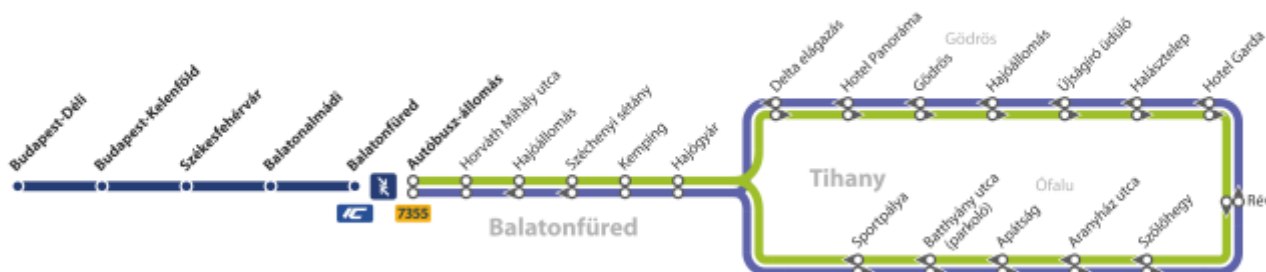 Budapest-Déli
Budapest-Kelenföld
Székesfehérvár
Balatonalmádi
Balatonfüred
IC
Autóbusz-állomás
7355
Horváth Mihály utca
Hajóállomás
Széchenyi sétány
Kemping
Hajógyár
Balatonfüred
Delta elágazás
Hotel Panoráma
Gödrös
Gödrös
Hajóállomás
Újságíró üdülő
Halásztelep
Hotel Garda
Tihany
Ófalu
Sportpálya
Batthyány utca
(parkoló)
Apátság
Aranyház utca
Szőlőhegy